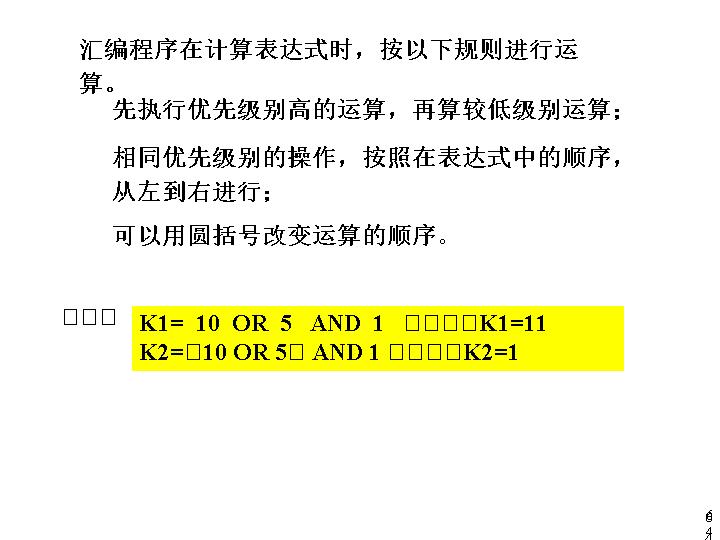 汇编程序在计算表达式时，按以下规则进行运
算。
先执行优先级别高的运算，再算较低级别运算；
相同优先级别的操作，按照在表达式中的顺序，
从左到右进行；
可以用圆括号改变运算的顺序。
□□□
K1= 10 OR 5 AND 1 □□□□K1=11
K2=□10 OR 5□ AND 1 □□□□K2=1